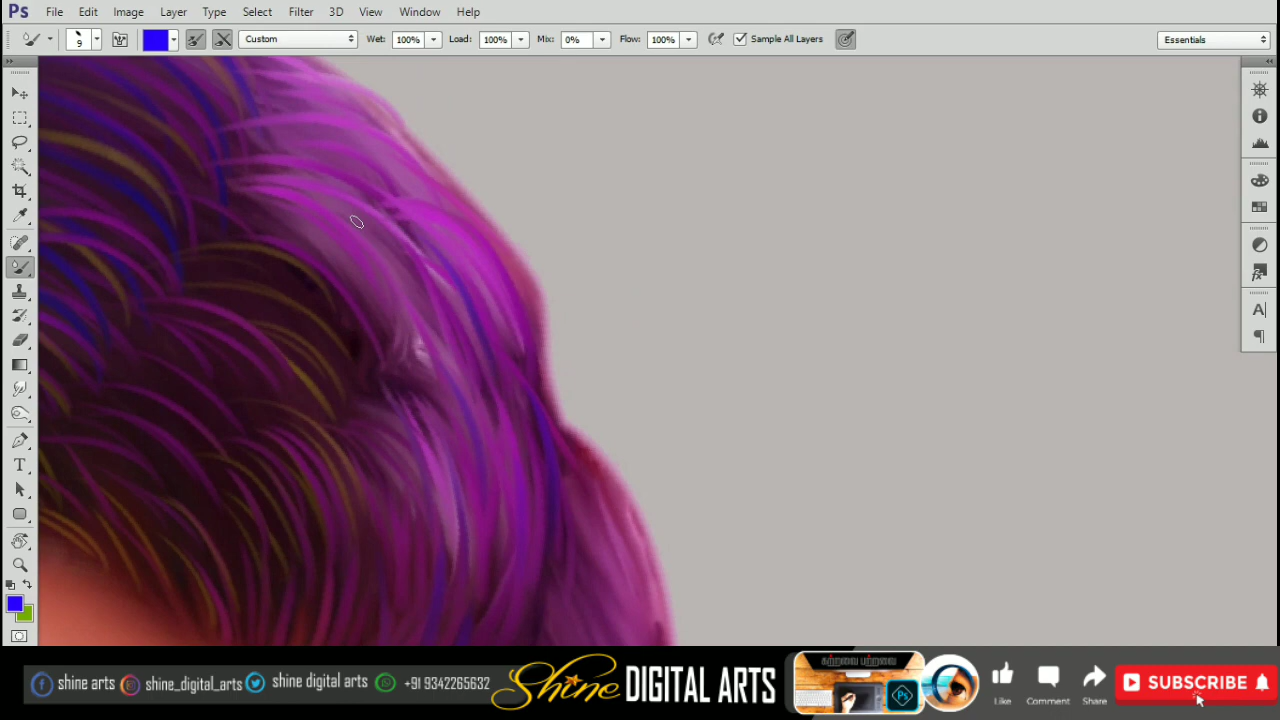 Ps File Edit Image Layer Type Select Filter 3D View Window Help
9 Custom Wet: 100% Load: 100% Mix: 0% Flow: 100% Sample All Layers Essentials
A
T
fx
shine arts shine_digital_arts shine digital arts +91 9342265632
Shine DIGITAL ARTS
Ps
Like Comment Share
SUBSCRIBE